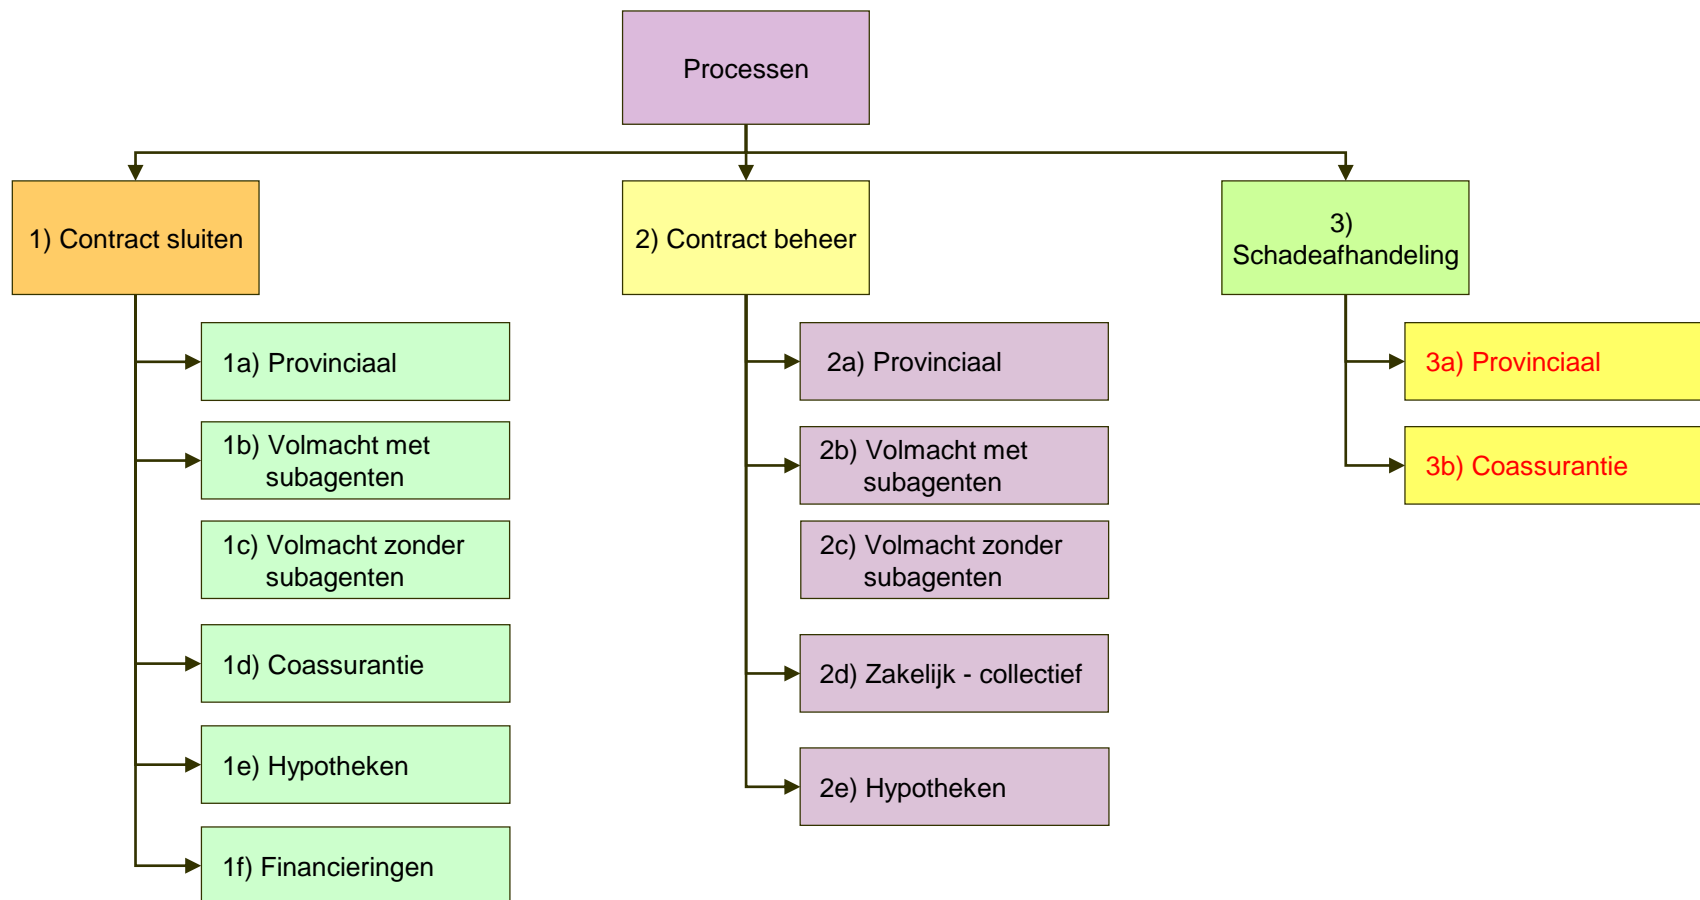 Processen
1) Contract sluiten
2) Contract beheer
3)
Schadeafhandeling
1a) Provinciaal
1b) Volmacht met
subagenten
1c) Volmacht zonder
subagenten
1d) Coassurantie
1e) Hypotheken
1f) Financieringen
2a) Provinciaal
2b) Volmacht met
subagenten
2c) Volmacht zonder
subagenten
2d) Zakelijk - collectief
2e) Hypotheken
3a) Provinciaal
3b) Coassurantie